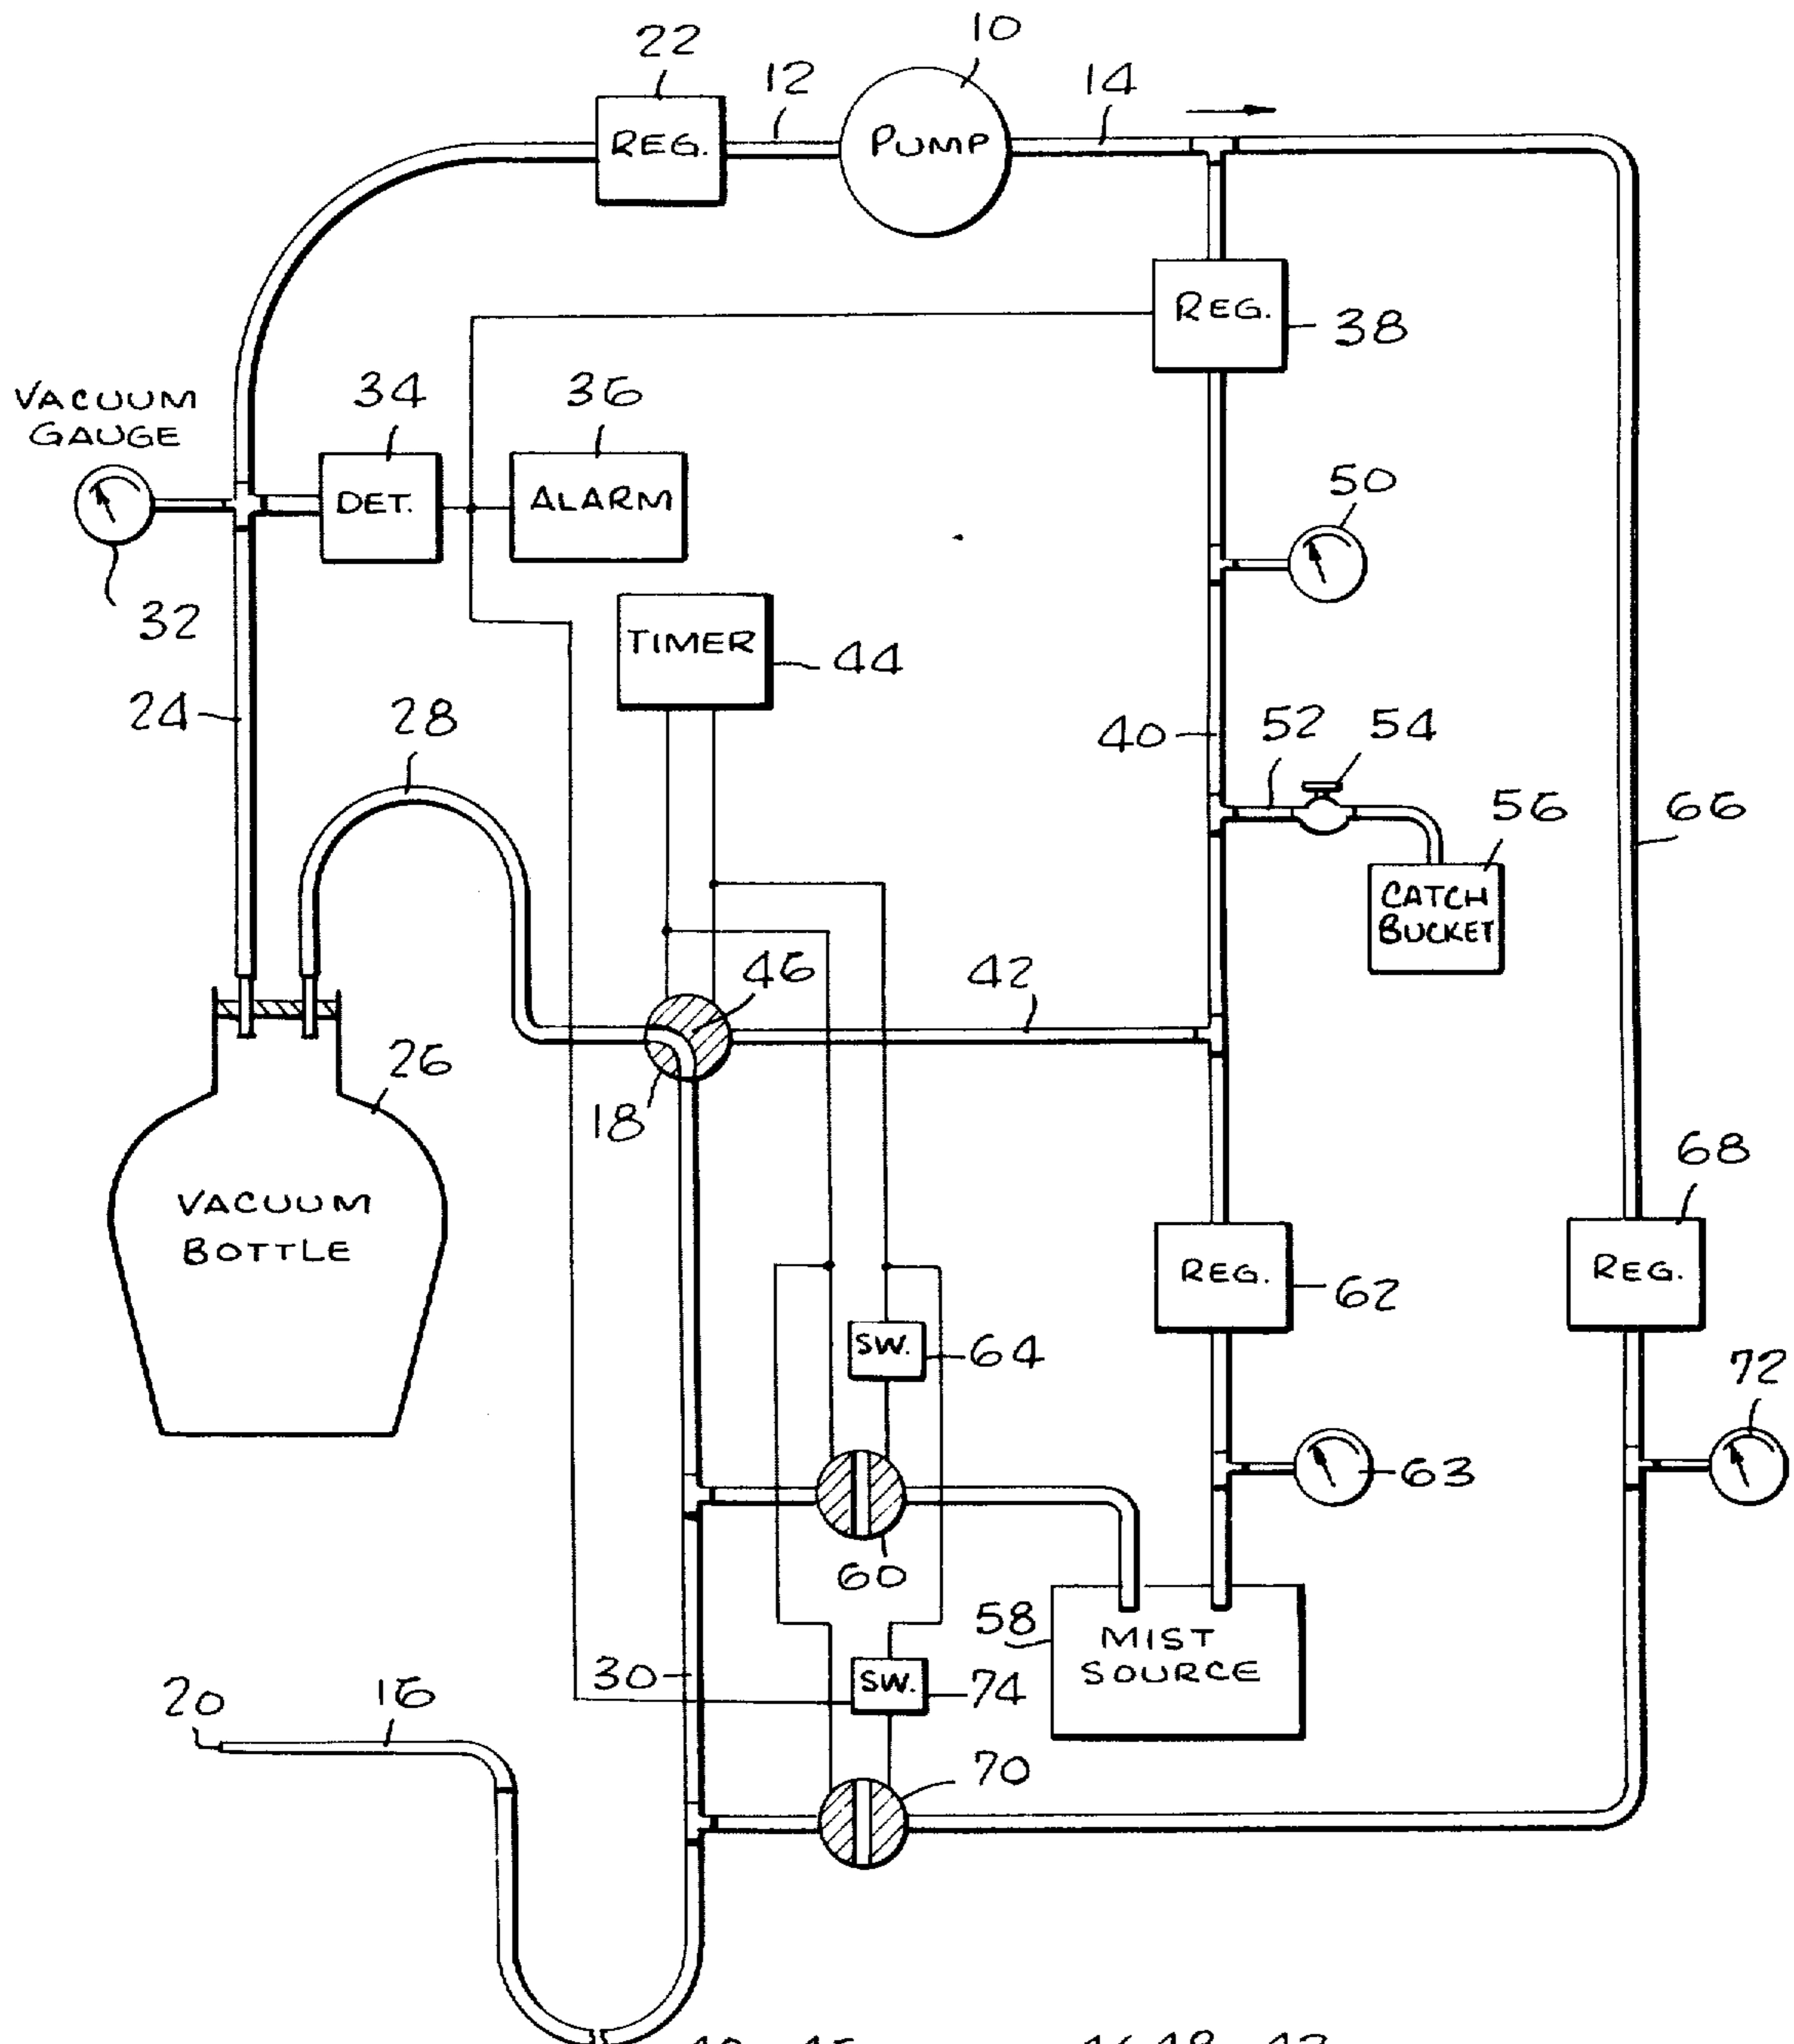 22
12
10
14
REG.
PUMP
REG.
38
VACUUM
GAUGE
34
36
DET.
ALARM
50
32
TIMER
44
24
28
40
52
54
56
66
CATCH
BUCKET
46
42
26
18
68
VACUUM
BOTTLE
REG.
62
REG.
SW.
64
72
63
60
58
MIST
SOURCE
30
SW.
74
20
16
70